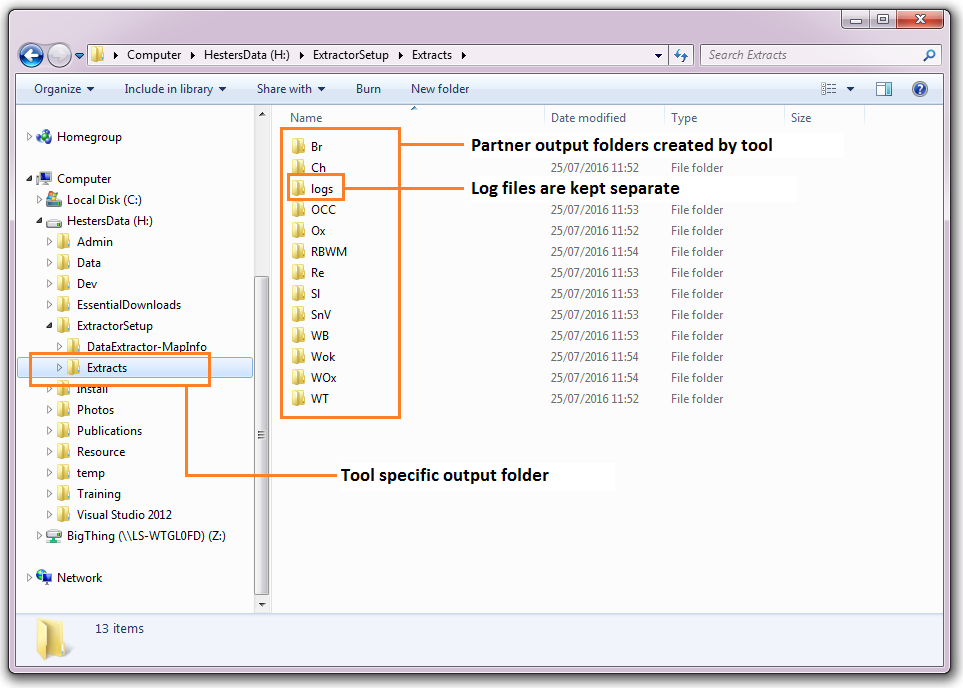 Computer HestersData (H:) ExtractorSetup Extracts Search Extracts
Organize Include in library Share with Burn New folder
Homegroup
Computer
Local Disk (C:)
HestersData (H:)
Admin
Data
Dev
EssentialDownloads
ExtractorSetup
DataExtractor-MapInfo
Extracts
Install
Photos
Publications
Resource
temp
Training
Visual Studio 2012
BigThing (\\LS-WTGL0FD) (Z:)
Network
Name Date modified Type Size
Br Partner output folders created by tool
Ch 25/07/2016 11:52 File folder
logs Log files are kept separate
OCC 25/07/2016 11:53 File folder
Ox 25/07/2016 11:52 File folder
RBWM 25/07/2016 11:54 File folder
Re 25/07/2016 11:53 File folder
Sl 25/07/2016 11:53 File folder
SnV 25/07/2016 11:53 File folder
WB 25/07/2016 11:53 File folder
Wok 25/07/2016 11:54 File folder
WOx 25/07/2016 11:54 File folder
WT 25/07/2016 11:52 File folder
Tool specific output folder
13 items